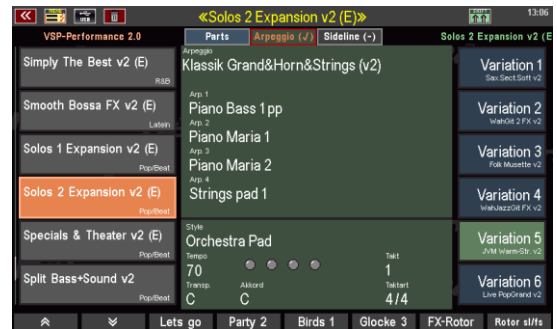 «Solos 2 Expansion v2 (E)»
13:06
VSP-Performance 2.0
Parts
Arpeggio (√)
Sideline (-)
Solos 2 Expansion v2 (E
Simply The Best v2 (E)
R&B
Smooth Bossa FX v2 (E)
Latein
Solos 1 Expansion v2 (E)
Pop/Beat
Solos 2 Expansion v2 (E)
Pop/Beat
Specials & Theater v2 (E)
Pop/Beat
Split Bass+Sound v2
Pop/Beat
Arpeggio
Klassik Grand&Horn&Strings (v2)
Arp. 1
Piano Bass 1 pp
Arp. 2
Piano Maria 1
Arp. 3
Piano Maria 2
Arp. 4
Strings pad 1
Style
Orchestra Pad
Tempo
70
Takt
1
Transp.
C
Akkord
C
Taktart
4/4
Variation 1
Sax.Sect.Soft v2
Variation 2
WahGit 2 FX v2
Variation 3
Folk Musette v2
Variation 4
WahJazzGit FX v2
Variation 5
JVM Warm-Str. v2
Variation 6
Live PopGrand v2
Lets go
Party 2
Birds 1
Glocke 3
FX-Rotor
Rotor sl/fs